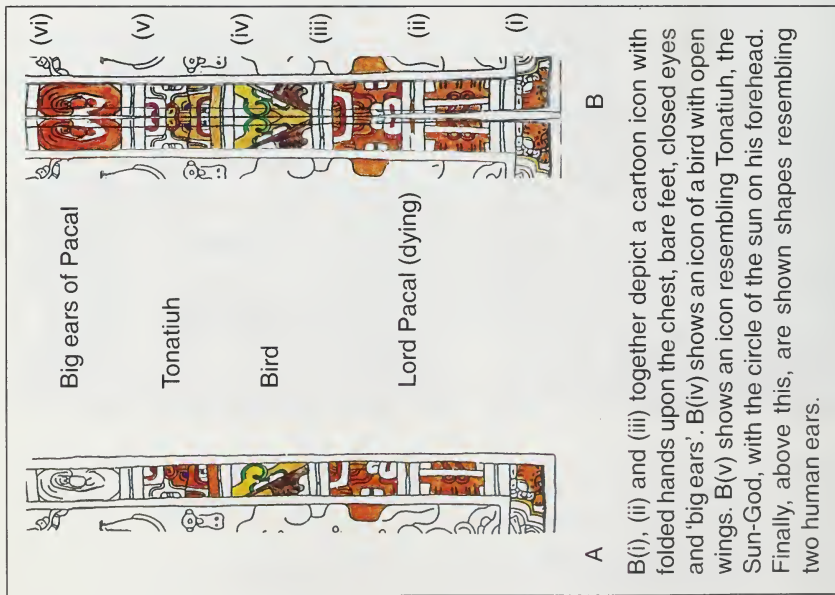 (vi)
Big ears of Pacal
(v)
Tonatiuh
(iv)
Bird
(iii)
Lord Pacal (dying)
(ii)
(i)
A
B
B(i), (ii) and (iii) together depict a cartoon icon with
folded hands upon the chest, bare feet, closed eyes
and ‘big ears’. B(iv) shows an icon of a bird with open
wings. B(v) shows an icon resembling Tonatiuh, the
Sun-God, with the circle of the sun on his forehead.
Finally, above this, are shown shapes resembling
two human ears.